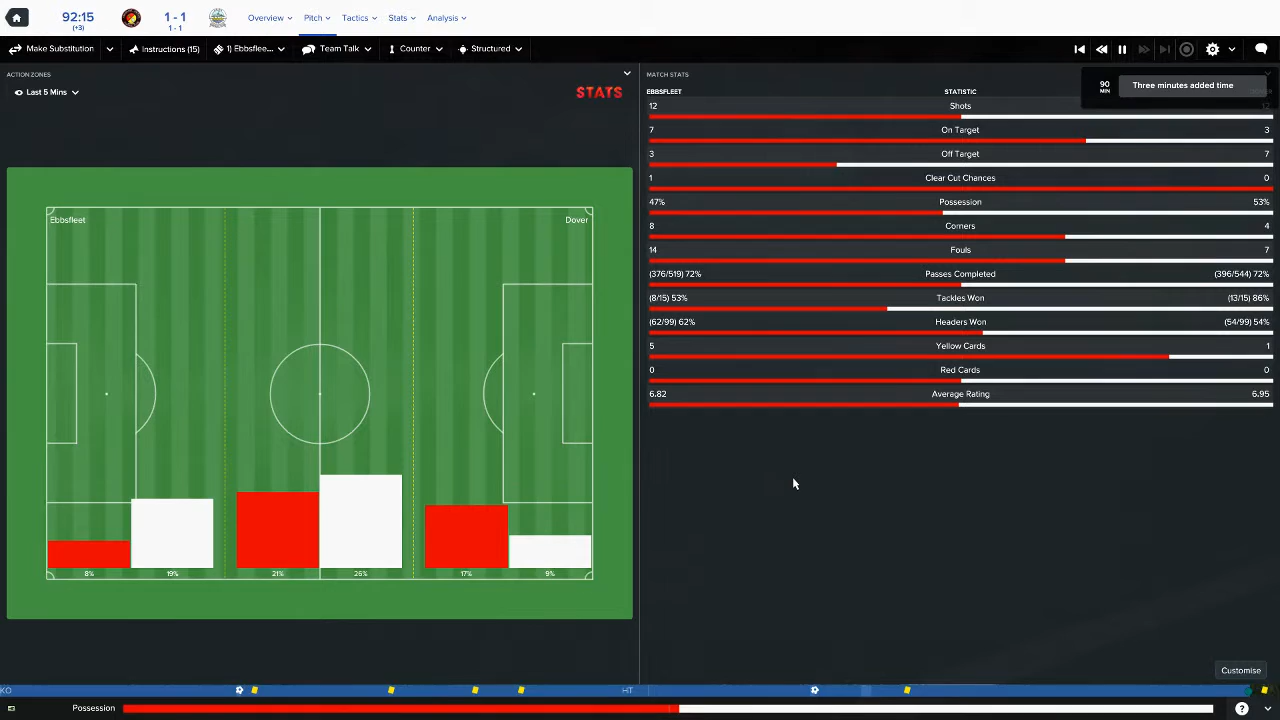 92:15
(+3)
1 - 1
1 - 1
Overview
Pitch
Tactics
Stats
Analysis
Make Substitution
Instructions (15)
1) Ebbsflee...
Team Talk
Counter
Structured
ACTION ZONES
Last 5 Mins
STATS
Ebbsfleet
Dover
8%
19%
21%
26%
17%
9%
MATCH STATS
90
MIN
Three minutes added time
EBBSFLEET STATISTIC
12 Shots 12
7 On Target 3
3 Off Target 7
1 Clear Cut Chances 0
47% Possession 53%
8 Corners 4
14 Fouls 7
(376/519) 72% Passes Completed (396/544) 72%
(8/15) 53% Tackles Won (13/15) 86%
(62/99) 62% Headers Won (54/99) 54%
5 Yellow Cards 1
0 Red Cards 0
6.82 Average Rating 6.95
Customise
KO
HT
Possession
?